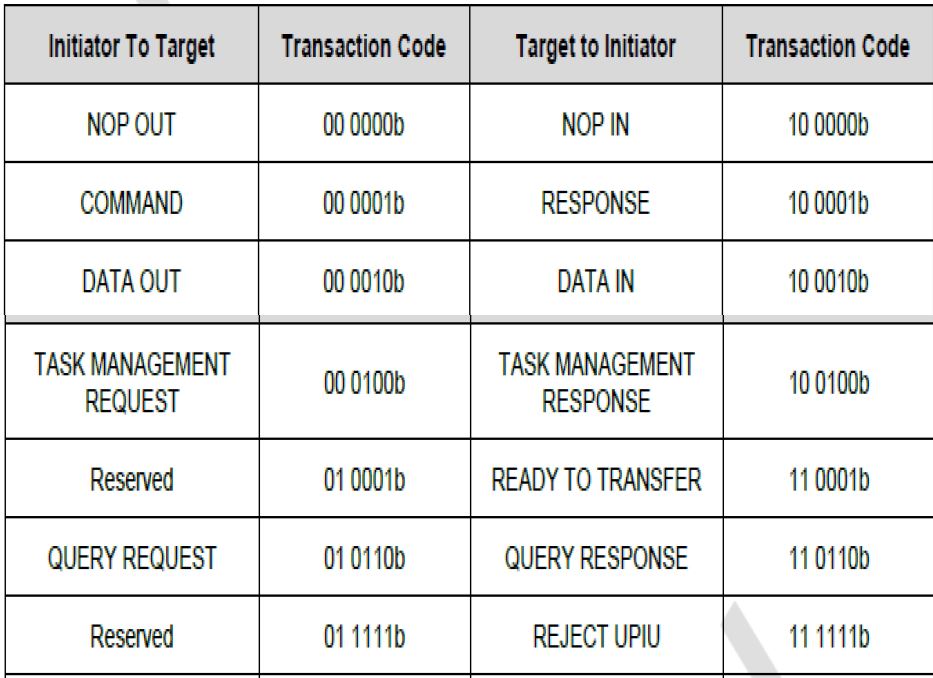 Initiator To Target Transaction Code Target to Initiator Transaction Code
NOP OUT 00 0000b NOP IN 10 0000b
COMMAND 00 0001b RESPONSE 10 0001b
DATA OUT 00 0010b DATA IN 10 0010b
TASK MANAGEMENT REQUEST 00 0100b TASK MANAGEMENT RESPONSE 10 0100b
Reserved 01 0001b READY TO TRANSFER 11 0001b
QUERY REQUEST 01 0110b QUERY RESPONSE 11 0110b
Reserved 01 1111b REJECT UPIU 11 1111b